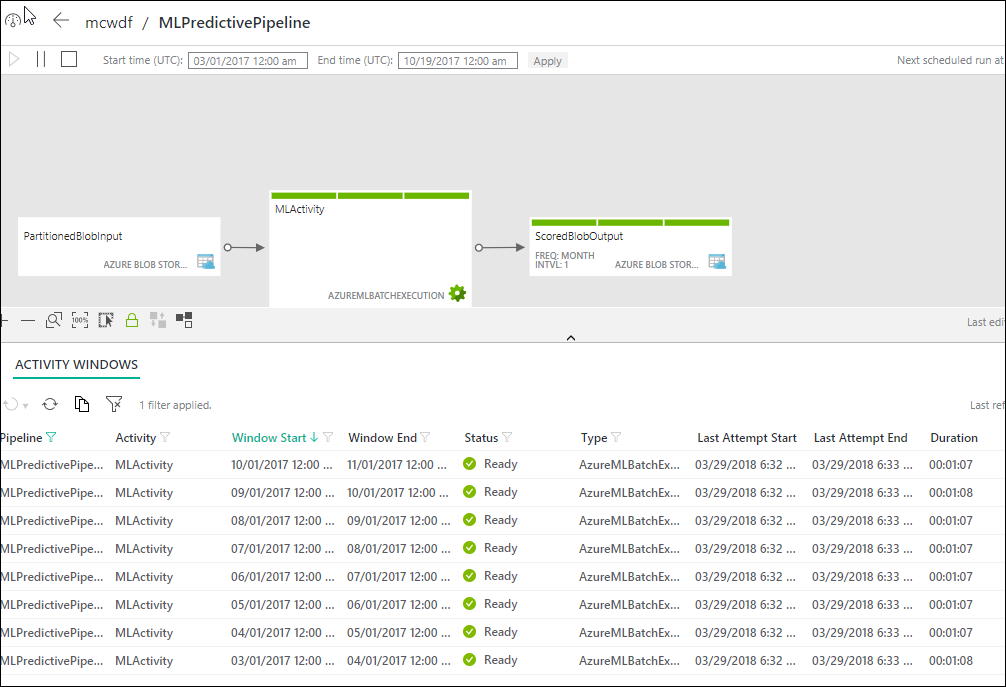 mcwdf / MLPredictivePipeline
Start time (UTC): 03/01/2017 12:00 am End time (UTC): 10/19/2017 12:00 am Apply Next scheduled run at
MLActivity
PartitionedBlobInput
AZURE BLOB STOR...
AZUREMLBATCHEXECUTION
ScoredBlobOutput
FREQ: MONTH
INTVL: 1 AZURE BLOB STOR...
100% Last edi
ACTIVITY WINDOWS
1 filter applied. Last ref
Pipeline Activity Window Start Window End Status Type Last Attempt Start Last Attempt End Duration
MLPredictivePipe... MLActivity 10/01/2017 12:00 ... 11/01/2017 12:00 ... Ready AzureMLBatchEx... 03/29/2018 6:32 ... 03/29/2018 6:33 ... 00:01:07
MLPredictivePipe... MLActivity 09/01/2017 12:00 ... 10/01/2017 12:00 ... Ready AzureMLBatchEx... 03/29/2018 6:32 ... 03/29/2018 6:33 ... 00:01:08
MLPredictivePipe... MLActivity 08/01/2017 12:00 ... 09/01/2017 12:00 ... Ready AzureMLBatchEx... 03/29/2018 6:32 ... 03/29/2018 6:33 ... 00:01:07
MLPredictivePipe... MLActivity 07/01/2017 12:00 ... 08/01/2017 12:00 ... Ready AzureMLBatchEx... 03/29/2018 6:32 ... 03/29/2018 6:33 ... 00:01:07
MLPredictivePipe... MLActivity 06/01/2017 12:00 ... 07/01/2017 12:00 ... Ready AzureMLBatchEx... 03/29/2018 6:32 ... 03/29/2018 6:33 ... 00:01:07
MLPredictivePipe... MLActivity 05/01/2017 12:00 ... 06/01/2017 12:00 ... Ready AzureMLBatchEx... 03/29/2018 6:32 ... 03/29/2018 6:33 ... 00:01:07
MLPredictivePipe... MLActivity 04/01/2017 12:00 ... 05/01/2017 12:00 ... Ready AzureMLBatchEx... 03/29/2018 6:32 ... 03/29/2018 6:33 ... 00:01:07
MLPredictivePipe... MLActivity 03/01/2017 12:00 ... 04/01/2017 12:00 ... Ready AzureMLBatchEx... 03/29/2018 6:32 ... 03/29/2018 6:33 ... 00:01:08